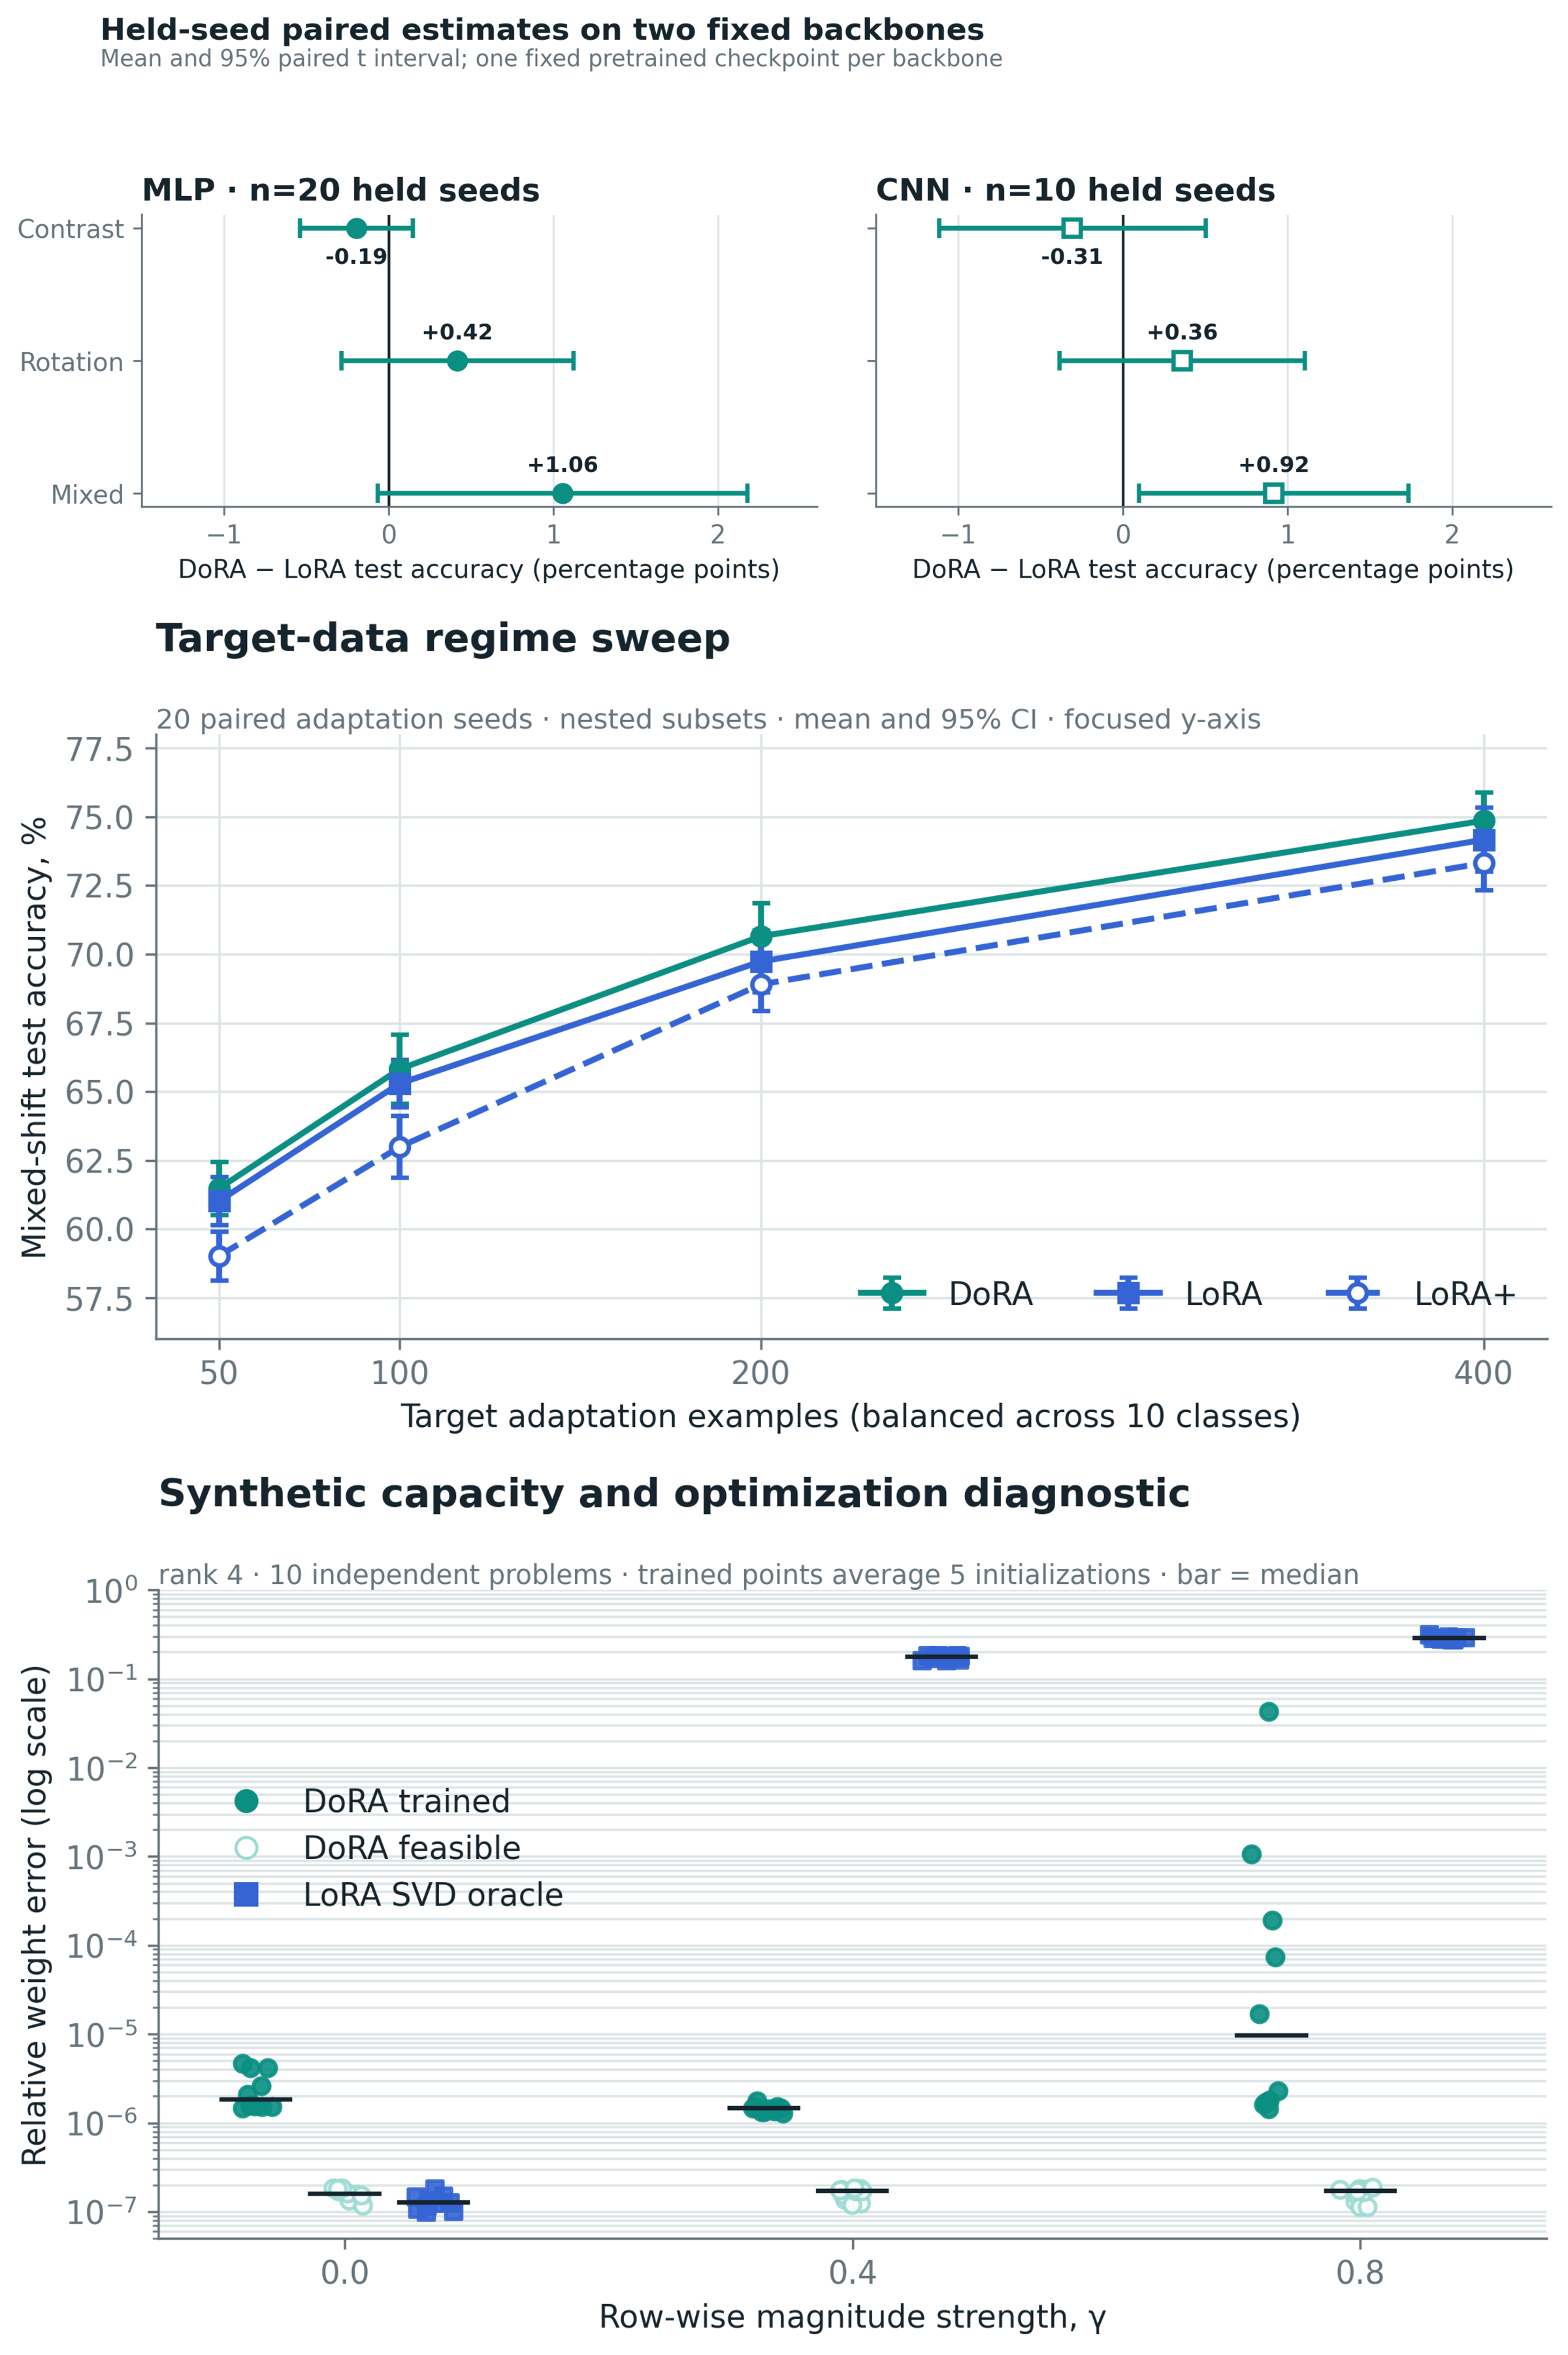 Held-seed paired estimates on two fixed backbones
Mean and 95% paired t interval; one fixed pretrained checkpoint per backbone
MLP · n=20 held seeds
Contrast
Rotation
Mixed
-0.19
+0.42
+1.06
−1
0
1
2
DoRA − LoRA test accuracy (percentage points)
CNN · n=10 held seeds
-0.31
+0.36
+0.92
−1
0
1
2
DoRA − LoRA test accuracy (percentage points)
Target-data regime sweep
20 paired adaptation seeds · nested subsets · mean and 95% CI · focused y-axis
Mixed-shift test accuracy, %
77.5
75.0
72.5
70.0
67.5
65.0
62.5
60.0
57.5
DoRA
LoRA
LoRA+
50
100
200
400
Target adaptation examples (balanced across 10 classes)
Synthetic capacity and optimization diagnostic
rank 4 · 10 independent problems · trained points average 5 initializations · bar = median
Relative weight error (log scale)
10⁰
10⁻¹
10⁻²
10⁻³
10⁻⁴
10⁻⁵
10⁻⁶
10⁻⁷
DoRA trained
DoRA feasible
LoRA SVD oracle
0.0
0.4
0.8
Row-wise magnitude strength, γ